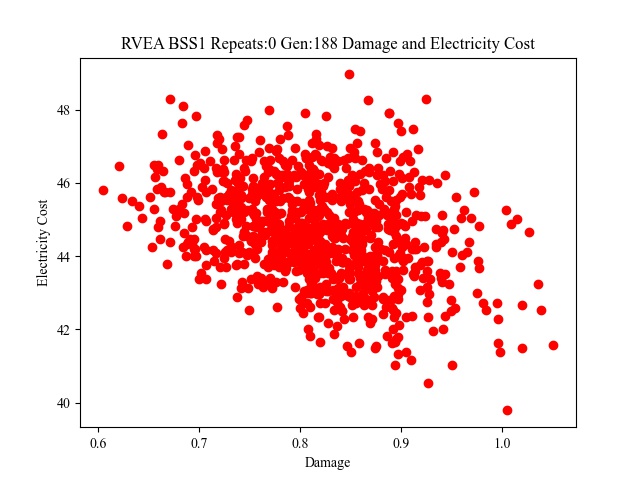 RVEA BSS1 Repeats:0 Gen:188 Damage and Electricity Cost
48
46
44
42
40
Electricity Cost
0.6 0.7 0.8 0.9 1.0
Damage